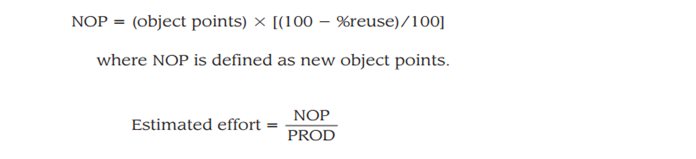 NOP = (object points) × [(100 − %reuse)/100]
where NOP is defined as new object points.
Estimated effort = NOP
PROD